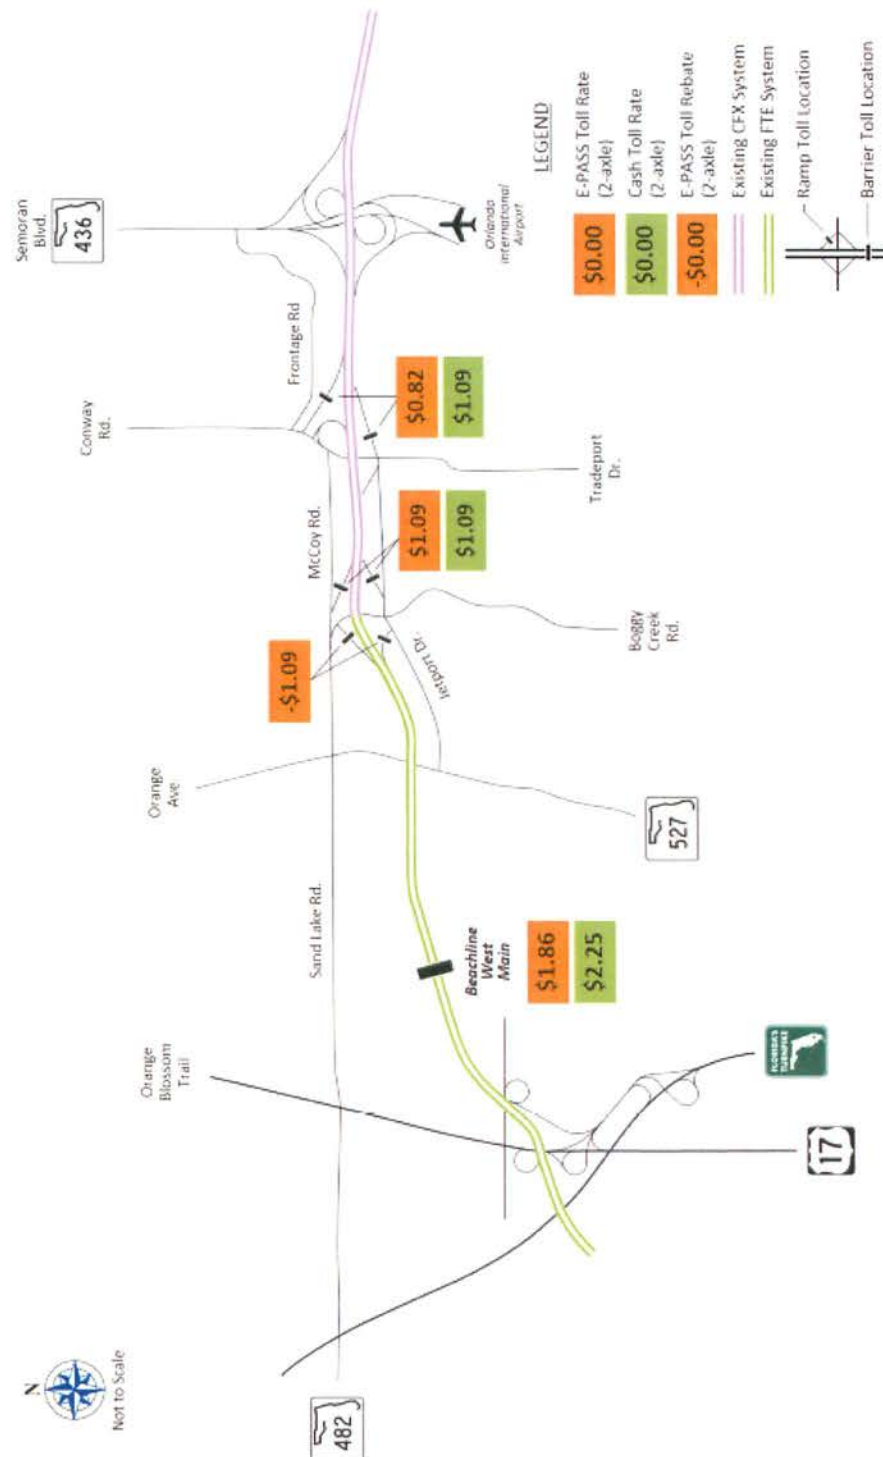 N
Not to Scale
482
Orange
Blossom
Trail
Sand Lake Rd.
Orange
Ave
-$1.09
McCoy Rd.
Conway
Rd.
Frontage Rd
Semoran
Blvd.
436
Orlando
International
Airport
$0.82
$1.09
$1.09
$1.09
Tradeport
Dr.
Boggy
Creek
Rd.
Jetport Dr.
527
Beachline
West
Main
$1.86
$2.25
FLORIDA'S
TURNPIKE
17
LEGEND
$0.00
E-PASS Toll Rate
(2-axle)
$0.00
Cash Toll Rate
(2-axle)
-$0.00
E-PASS Toll Rebate
(2-axle)
Existing CFX System
Existing FTE System
Ramp Toll Location
Barrier Toll Location